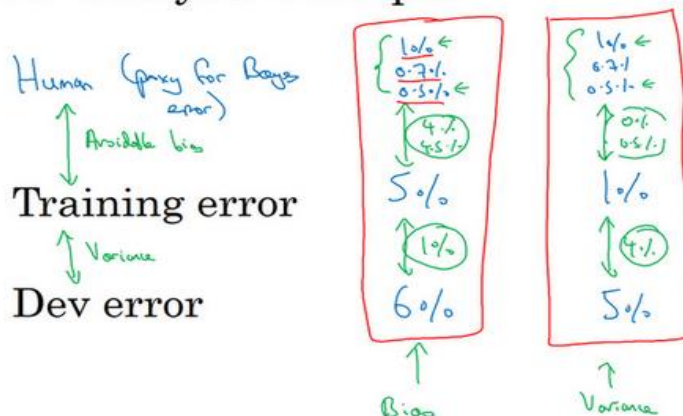 Human (proxy for Bayes error)
Avoidable bias
Training error
Variance
Dev error
1%
0.7%
0.5%
4%
4.5%
5%
1%
6%
Bias
1%
0.7%
0.5%
0%
0.5%
1%
4%
5%
Variance